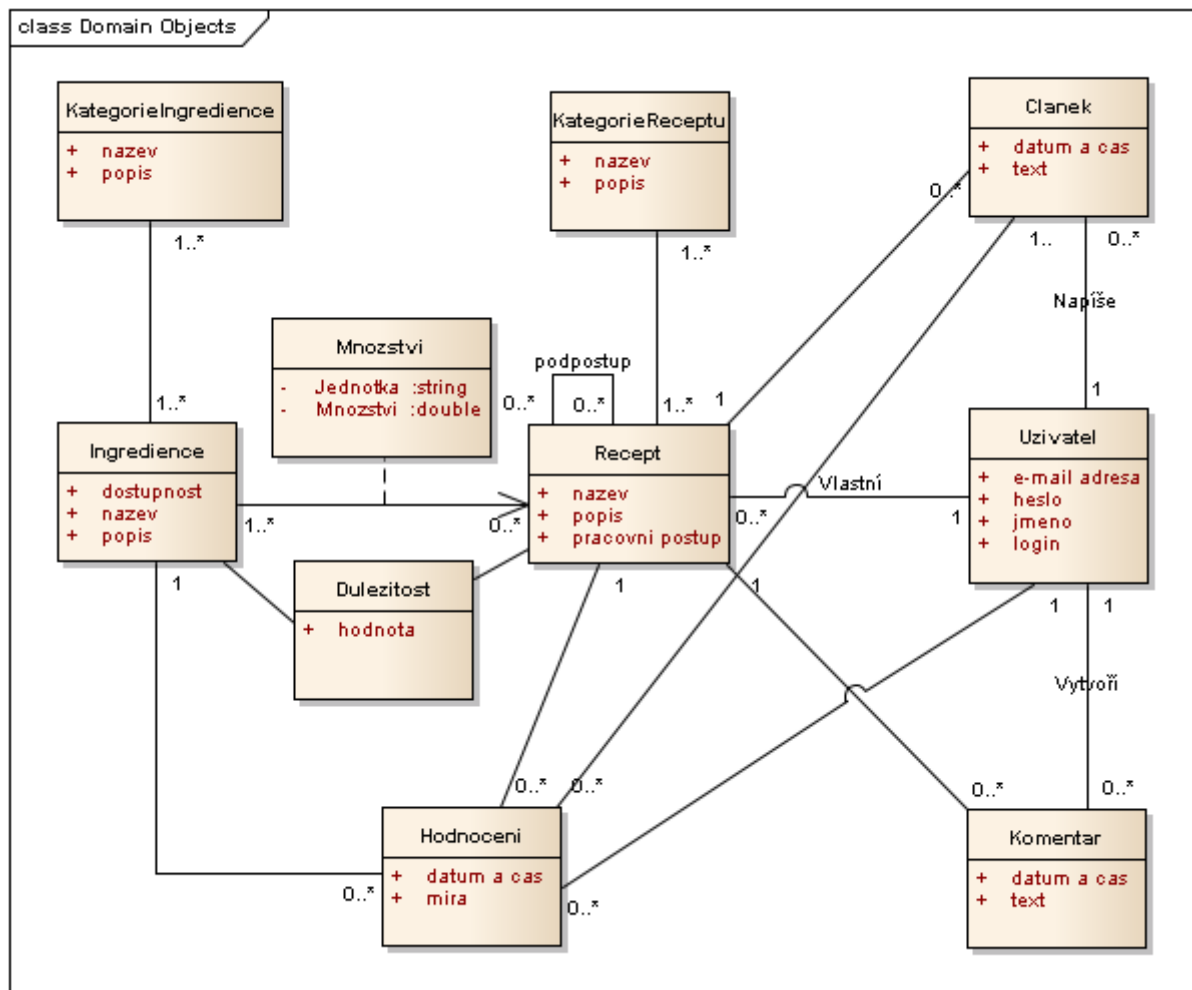 class Domain Objects
KategorieIngredience
+ nazev
+ popis
1..*
KategorieReceptu
+ nazev
+ popis
1..*
Clanek
+ datum a cas
+ text
0..*
1..
0..*
Napíše
Mnozstvi
- Jednotka :string
- Mnozstvi :double
podpostup
0..*
0..*
1..*
1
1
1..*
Ingredience
+ dostupnost
+ nazev
+ popis
1..*
0..*
1
Recept
+ nazev
+ popis
+ pracovni postup
Vlastní
0..*
1
1
1
Uzivatel
+ e-mail adresa
+ heslo
+ jmeno
+ login
1
1
Dulezitost
+ hodnota
Vytvoří
0..*
0..*
0..*
0..*
Hodnoceni
+ datum a cas
+ mira
0..*
0..*
Komentar
+ datum a cas
+ text